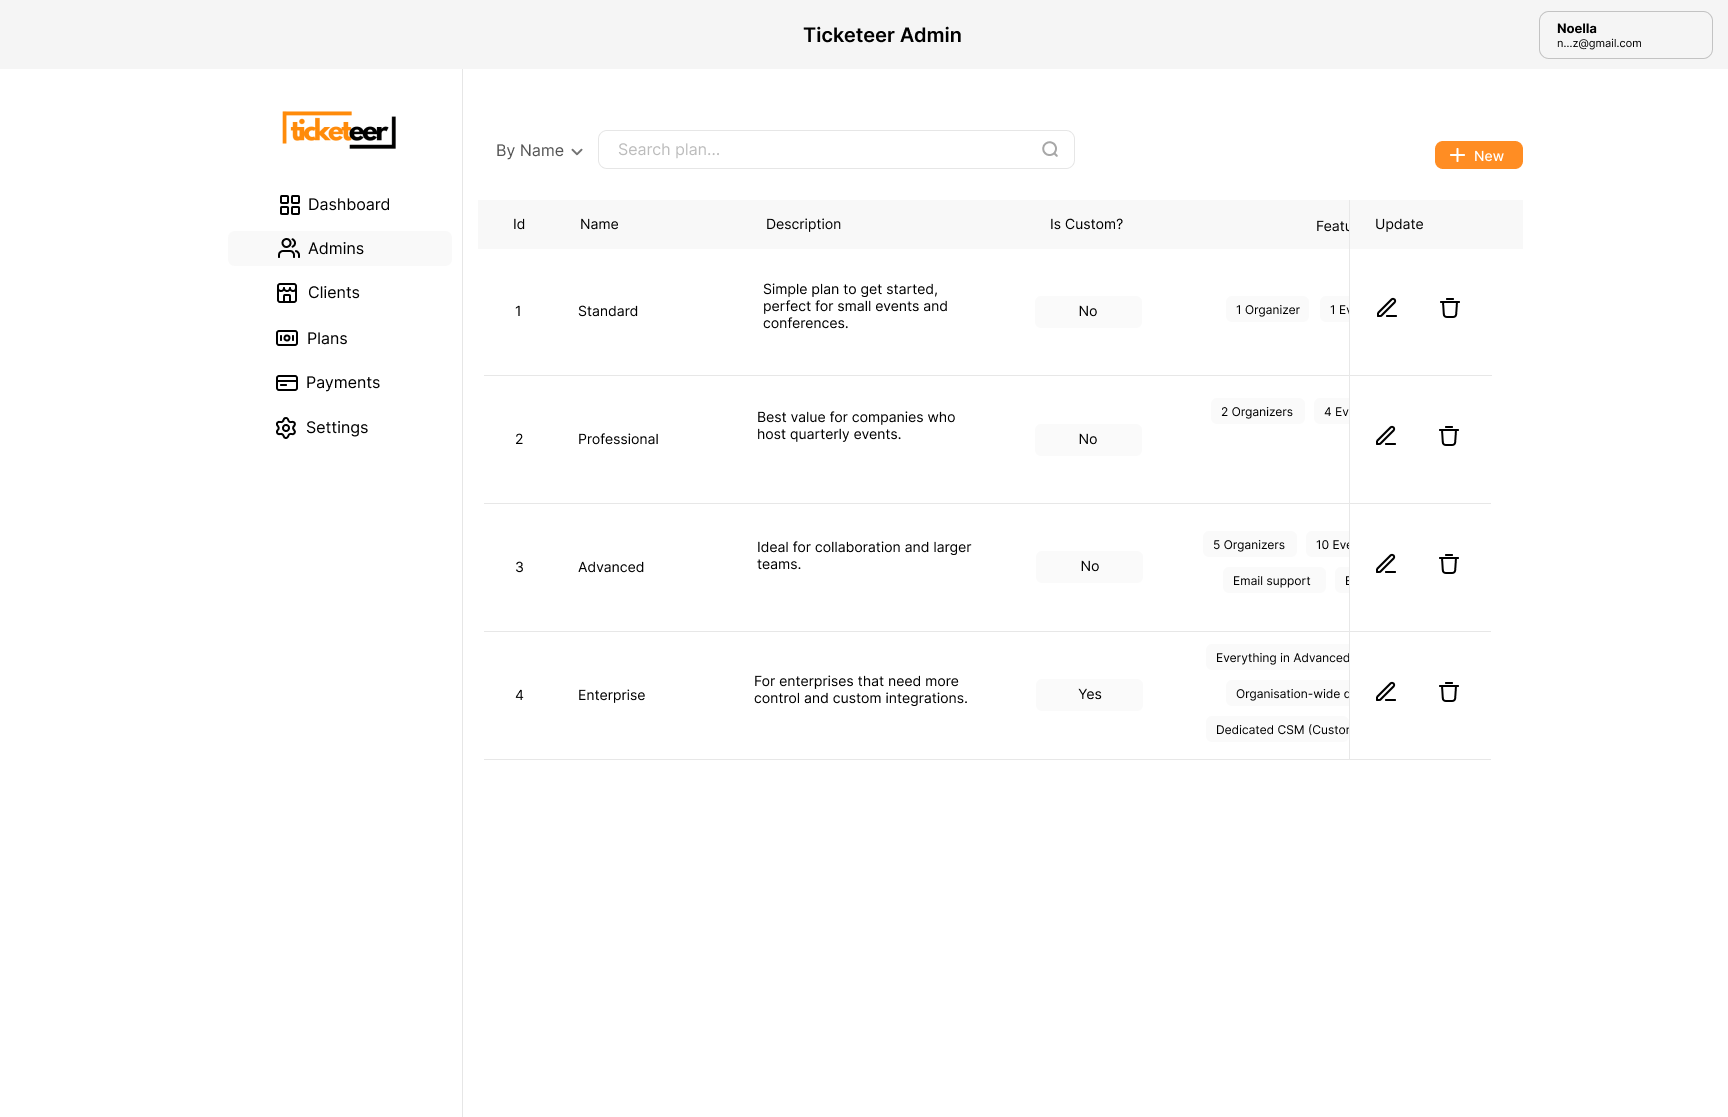 Ticketeer Admin
Noella
n...z@gmail.com
ticketeer
Dashboard
Admins
Clients
Plans
Payments
Settings
By Name
Search plan...
New
Id Name Description Is Custom? Featu Update
1 Standard
Simple plan to get started,
perfect for small events and
conferences.
No
1 Organizer 1 Ev
2 Professional
Best value for companies who
host quarterly events.
No
2 Organizers 4 Ev
3 Advanced
Ideal for collaboration and larger
teams.
No
5 Organizers 10 Eve
Email support E
4 Enterprise
For enterprises that need more
control and custom integrations.
Yes
Everything in Advanced
Organisation-wide
Dedicated CSM (Custor